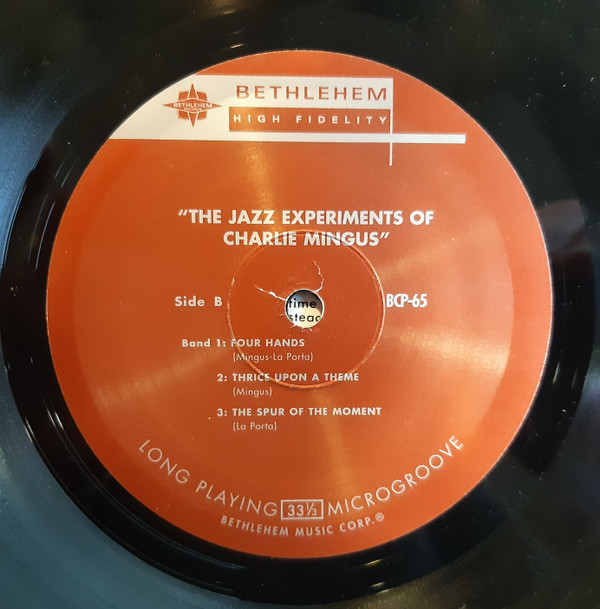 BETHLEHEM
BETHLEHEM
HIGH FIDELITY
"THE JAZZ EXPERIMENTS OF
CHARLIE MINGUS"
Side B
BCP-65
time
stead
Band 1: FOUR HANDS
(Mingus-La Porta)
2: THRICE UPON A THEME
(Mingus)
3: THE SPUR OF THE MOMENT
(La Porta)
LONG PLAYING 33⅓ MICROGROOVE
BETHLEHEM MUSIC CORP.®